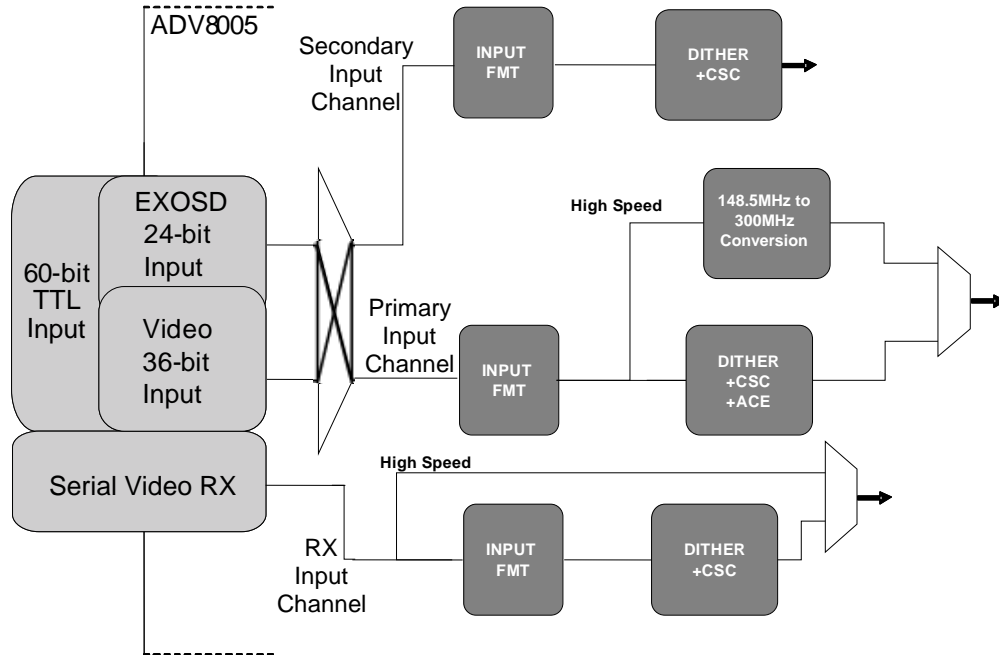 ADV8005
Secondary
Input
Channel
INPUT
FMT
DITHER
+CSC
EXOSD
24-bit
Input
60-bit
TTL
Input
Video
36-bit
Input
High Speed
148.5MHz to
300MHz
Conversion
Primary
Input
Channel
INPUT
FMT
DITHER
+CSC
+ACE
Serial Video RX
High Speed
RX
Input
Channel
INPUT
FMT
DITHER
+CSC